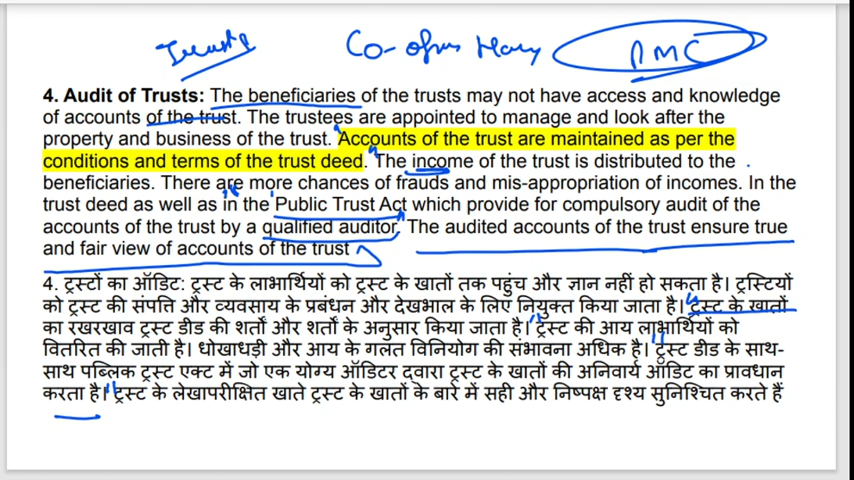 Trusts Co- AMC
4. Audit of Trusts: The beneficiaries of the trusts may not have access and knowledge
of accounts of the trust. The trustees are appointed to manage and look after the
property and business of the trust. Accounts of the trust are maintained as per the
conditions and terms of the trust deed. The income of the trust is distributed to the
beneficiaries. There are more chances of frauds and mis-appropriation of incomes. In the
trust deed as well as in the Public Trust Act which provide for compulsory audit of the
accounts of the trust by a qualified auditor. The audited accounts of the trust ensure true
and fair view of accounts of the trust
4. ट्रस्टों का ऑडिट: ट्रस्ट के लाभार्थियों को ट्रस्ट के खातों तक पहुंच और ज्ञान नहीं हो सकता है। ट्रस्टियों
को ट्रस्ट की संपत्ति और व्यवसाय के प्रबंधन और देखभाल के लिए नियुक्त किया जाता है। ट्रस्ट के खातों
का रखरखाव ट्रस्ट डीड की शर्तों और शर्तों के अनुसार किया जाता है। ट्रस्ट की आय लाभार्थियों को
वितरित की जाती है। धोखाधड़ी और आय के गलत विनियोग की संभावना अधिक है। ट्रस्ट डीड के साथ-
साथ पब्लिक ट्रस्ट एक्ट में जो एक योग्य ऑडिटर द्वारा ट्रस्ट के खातों की अनिवार्य ऑडिट का प्रावधान
करता है। ट्रस्ट के लेखापरीक्षित खाते ट्रस्ट के खातों के बारे में सही और निष्पक्ष दृश्य सुनिश्चित करते हैं